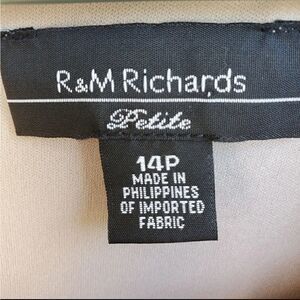 R&M Richards
Petite
14P
MADE IN
PHILIPPINES
OF IMPORTED
FABRIC